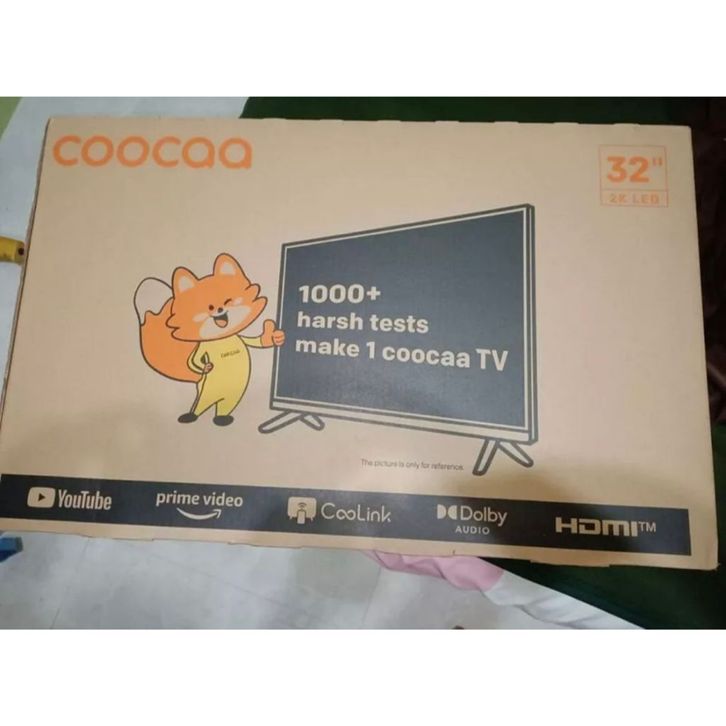 coocaa
32"
2K LED
1000+
harsh tests
make 1 coocaa TV
coocaa
The picture is only for reference.
YouTube
prime video
CooLink
Dolby
AUDIO
HDMI™